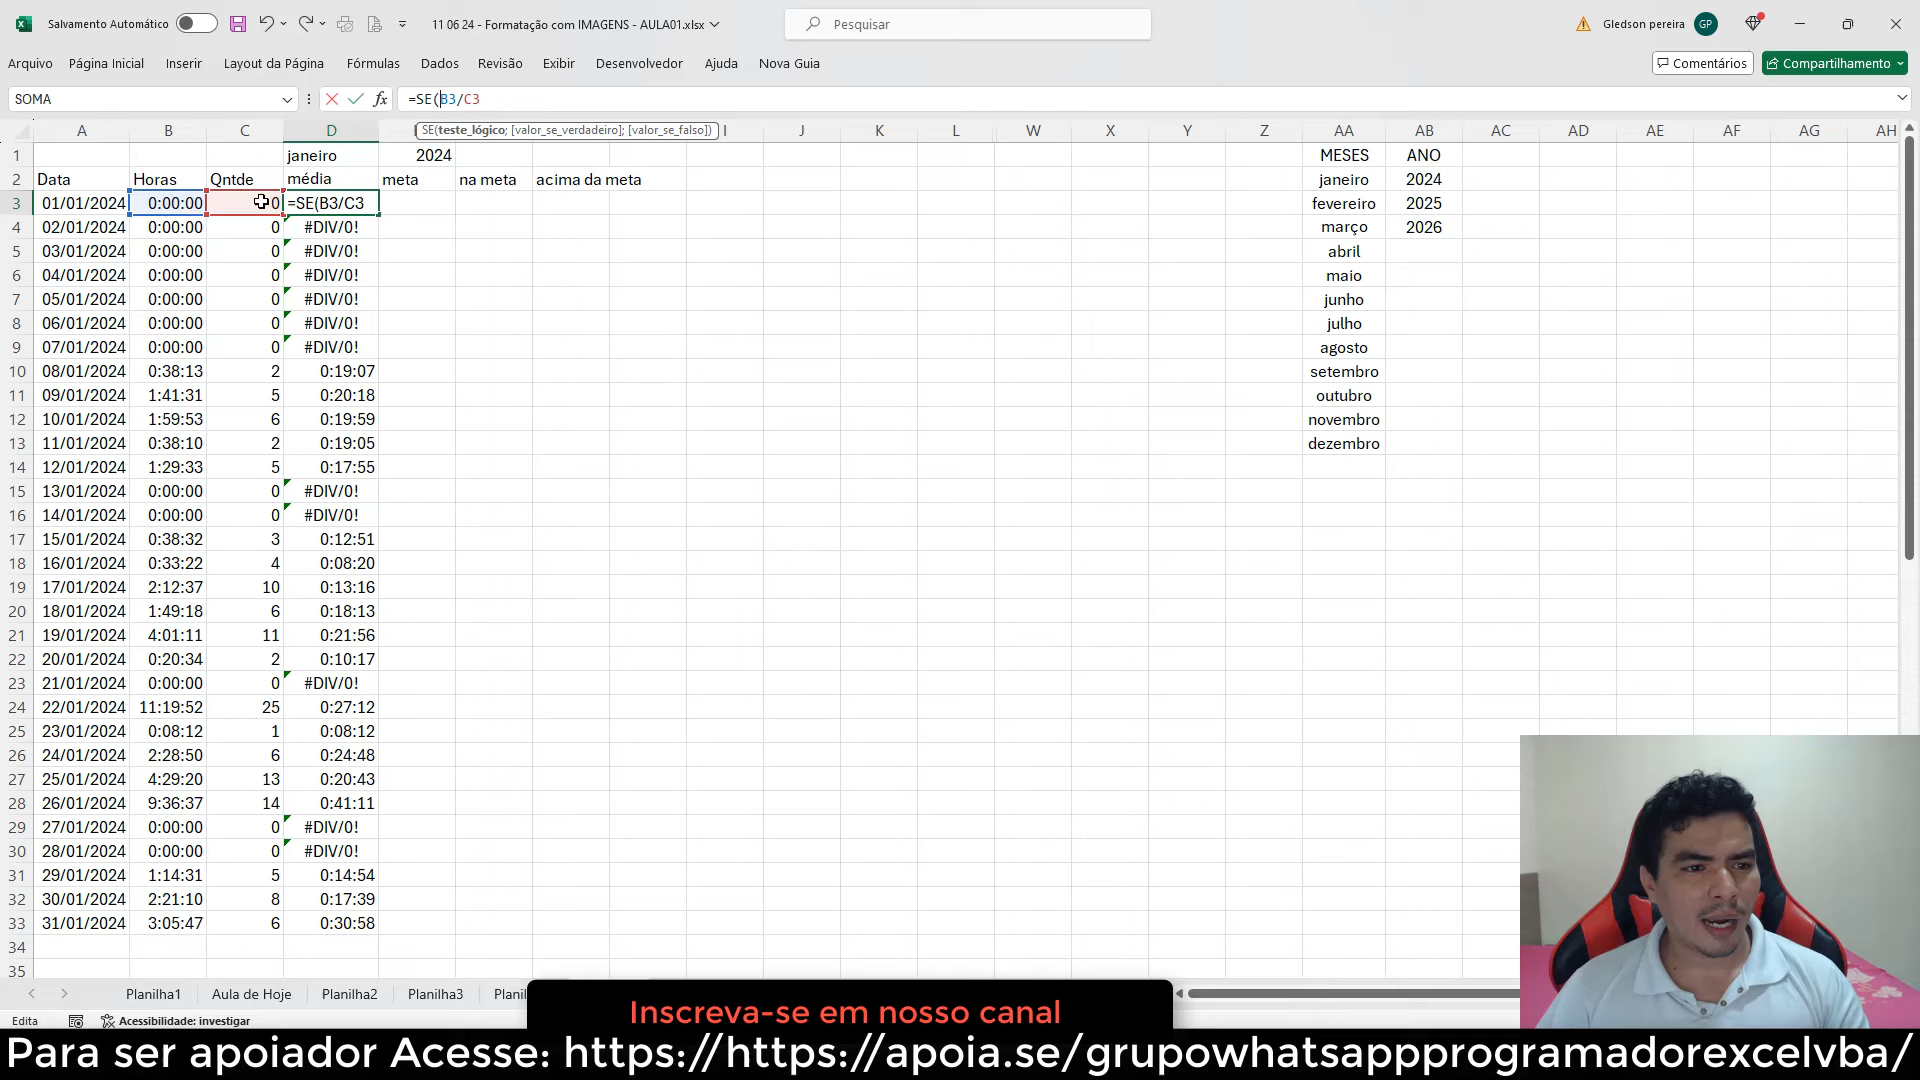 Salvamento Automático
11 06 24 - Formatação com IMAGENS - AULA01.xlsx
Pesquisar
Gledson pereira
GP
Arquivo Página Inicial Inserir Layout da Página Fórmulas Dados Revisão Exibir Desenvolvedor Ajuda Nova Guia
Comentários
Compartilhamento
SOMA
fx
=SE(B3/C3
SE(teste_lógico; [valor_se_verdadeiro]; [valor_se_falso])
A B C D I J K L W X Y Z AA AB AC AD AE AF AG AH
1 janeiro 2024 MESES ANO
2 Data Horas Qntde média meta na meta acima da meta janeiro 2024
3 01/01/2024 0:00:00 0 =SE(B3/C3 fevereiro 2025
4 02/01/2024 0:00:00 0 #DIV/0! março 2026
5 03/01/2024 0:00:00 0 #DIV/0! abril
6 04/01/2024 0:00:00 0 #DIV/0! maio
7 05/01/2024 0:00:00 0 #DIV/0! junho
8 06/01/2024 0:00:00 0 #DIV/0! julho
9 07/01/2024 0:00:00 0 #DIV/0! agosto
10 08/01/2024 0:38:13 2 0:19:07 setembro
11 09/01/2024 1:41:31 5 0:20:18 outubro
12 10/01/2024 1:59:53 6 0:19:59 novembro
13 11/01/2024 0:38:10 2 0:19:05 dezembro
14 12/01/2024 1:29:33 5 0:17:55
15 13/01/2024 0:00:00 0 #DIV/0!
16 14/01/2024 0:00:00 0 #DIV/0!
17 15/01/2024 0:38:32 3 0:12:51
18 16/01/2024 0:33:22 4 0:08:20
19 17/01/2024 2:12:37 10 0:13:16
20 18/01/2024 1:49:18 6 0:18:13
21 19/01/2024 4:01:11 11 0:21:56
22 20/01/2024 0:20:34 2 0:10:17
23 21/01/2024 0:00:00 0 #DIV/0!
24 22/01/2024 11:19:52 25 0:27:12
25 23/01/2024 0:08:12 1 0:08:12
26 24/01/2024 2:28:50 6 0:24:48
27 25/01/2024 4:29:20 13 0:20:43
28 26/01/2024 9:36:37 14 0:41:11
29 27/01/2024 0:00:00 0 #DIV/0!
30 28/01/2024 0:00:00 0 #DIV/0!
31 29/01/2024 1:14:31 5 0:14:54
32 30/01/2024 2:21:10 8 0:17:39
33 31/01/2024 3:05:47 6 0:30:58
34
35
Planilha1 Aula de Hoje Planilha2 Planilha3 Planil
Inscreva-se em nosso canal
Edita
Acessibilidade: investigar
Para ser apoiador Acesse: https://https://apoia.se/grupowhatsappprogramadorexcelvba/